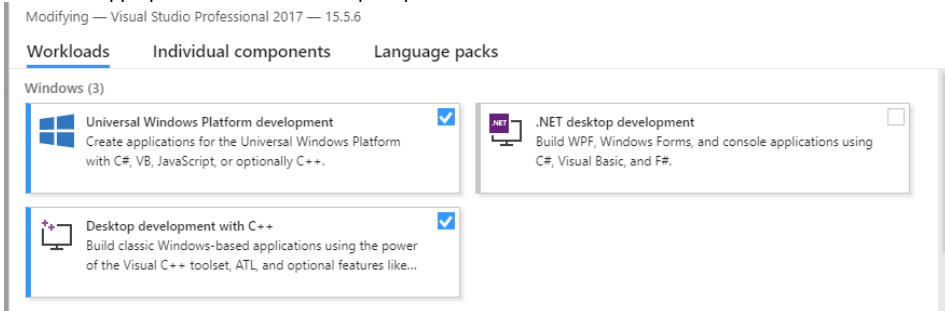 Modifying — Visual Studio Professional 2017 — 15.5.6
Workloads Individual components Language packs
Windows (3)
Universal Windows Platform development
Create applications for the Universal Windows Platform
with C#, VB, JavaScript, or optionally C++.
.NET
.NET desktop development
Build WPF, Windows Forms, and console applications using
C#, Visual Basic, and F#.
Desktop development with C++
Build classic Windows-based applications using the power
of the Visual C++ toolset, ATL, and optional features like...